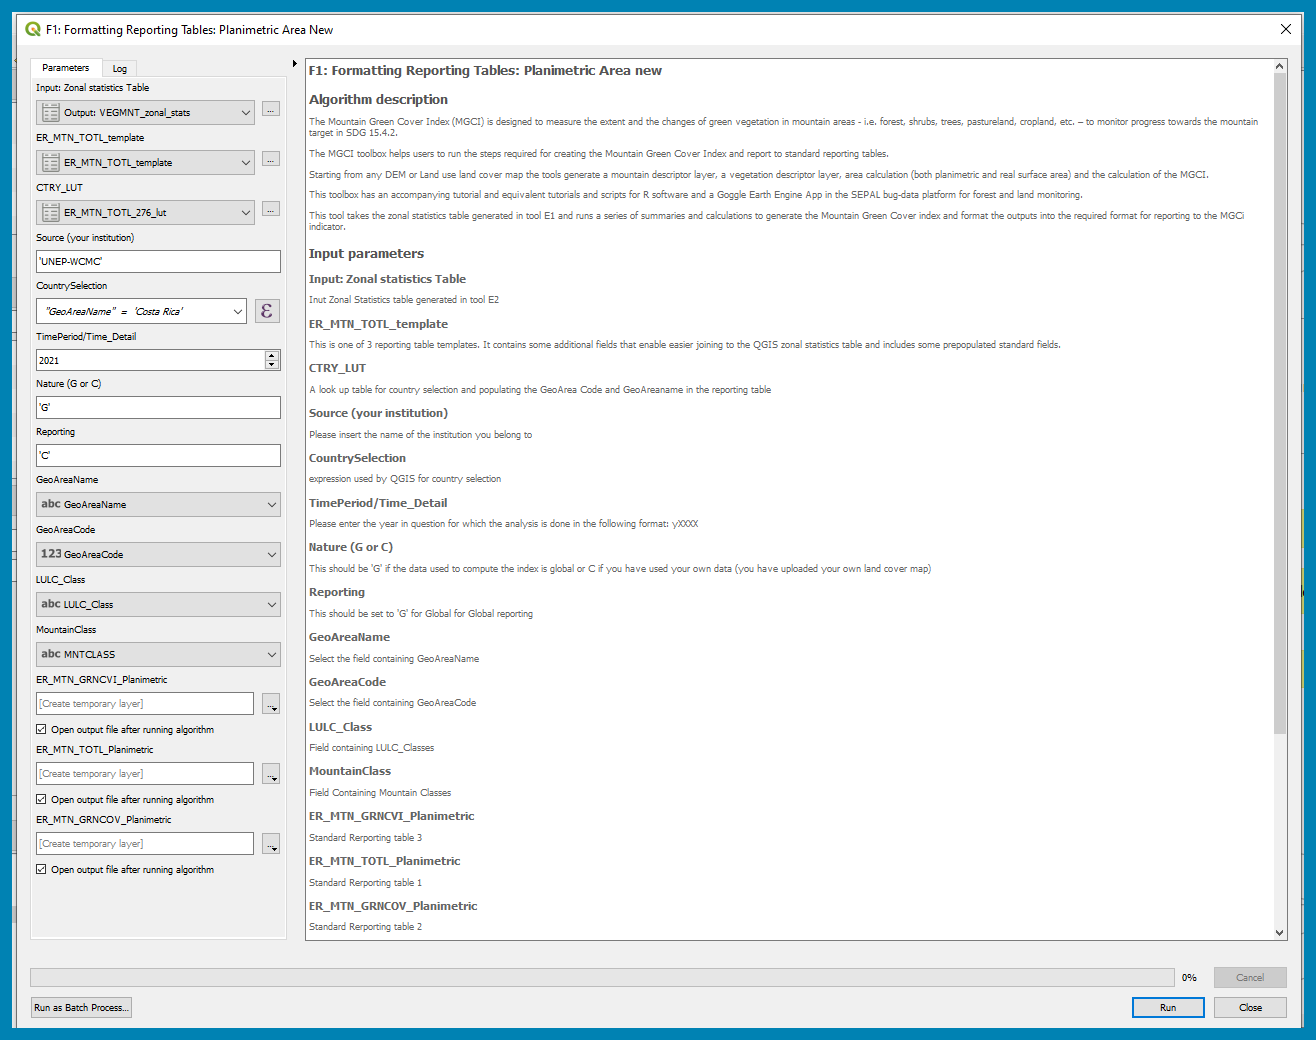 F1: Formatting Reporting Tables: Planimetric Area New
Parameters
Log
Input: Zonal statistics Table
Output: VEGMNT_zonal_stats
...
ER_MTN_TOTL_template
ER_MTN_TOTL_template
...
CTRY_LUT
ER_MTN_TOTL_276_lut
...
Source (your institution)
'UNEP-WCMC'
CountrySelection
"GeoAreaName" = 'Costa Rica'
ε
TimePeriod/Time_Detail
2021
Nature (G or C)
'G'
Reporting
'C'
GeoAreaName
abc GeoAreaName
GeoAreaCode
123 GeoAreaCode
LULC_Class
abc LULC_Class
MountainClass
abc MNTCLASS
ER_MTN_GRNCVI_Planimetric
[Create temporary layer]
...
Open output file after running algorithm
ER_MTN_TOTL_Planimetric
[Create temporary layer]
...
Open output file after running algorithm
ER_MTN_GRNCOV_Planimetric
[Create temporary layer]
...
Open output file after running algorithm
F1: Formatting Reporting Tables: Planimetric Area new
Algorithm description
The Mountain Green Cover Index (MGCI) is designed to measure the extent and the changes of green vegetation in mountain areas - i.e. forest, shrubs, trees, pastureland, cropland, etc. – to monitor progress towards the mountain
target in SDG 15.4.2.
The MGCI toolbox helps users to run the steps required for creating the Mountain Green Cover Index and report to standard reporting tables.
Starting from any DEM or Land use land cover map the tools generate a mountain descriptor layer, a vegetation descriptor layer, area calculation (both planimetric and real surface area) and the calculation of the MGCI.
This toolbox has an accompanying tutorial and equivalent tutorials and scripts for R software and a Goggle Earth Engine App in the SEPAL bug-data platform for forest and land monitoring.
This tool takes the zonal statistics table generated in tool E1 and runs a series of summaries and calculations to generate the Mountain Green Cover index and format the outputs into the required format for reporting to the MGCi
indicator.
Input parameters
Input: Zonal statistics Table
Inut Zonal Statistics table generated in tool E2
ER_MTN_TOTL_template
This is one of 3 reporting table templates. It contains some additional fields that enable easier joining to the QGIS zonal statistics table and includes some prepopulated standard fields.
CTRY_LUT
A look up table for country selection and populating the GeoArea Code and GeoAreaname in the reporting table
Source (your institution)
Please insert the name of the institution you belong to
CountrySelection
expression used by QGIS for country selection
TimePeriod/Time_Detail
Please enter the year in question for which the analysis is done in the following format: yXXXX
Nature (G or C)
This should be 'G' if the data used to compute the index is global or C if you have used your own data (you have uploaded your own land cover map)
Reporting
This should be set to 'G' for Global for Global reporting
GeoAreaName
Select the field containing GeoAreaName
GeoAreaCode
Select the field containing GeoAreaCode
LULC_Class
Field containing LULC_Classes
MountainClass
Field Containing Mountain Classes
ER_MTN_GRNCVI_Planimetric
Standard Rerporting table 3
ER_MTN_TOTL_Planimetric
Standard Rerporting table 1
ER_MTN_GRNCOV_Planimetric
Standard Rerporting table 2
0%
Cancel
Run as Batch Process...
Run
Close